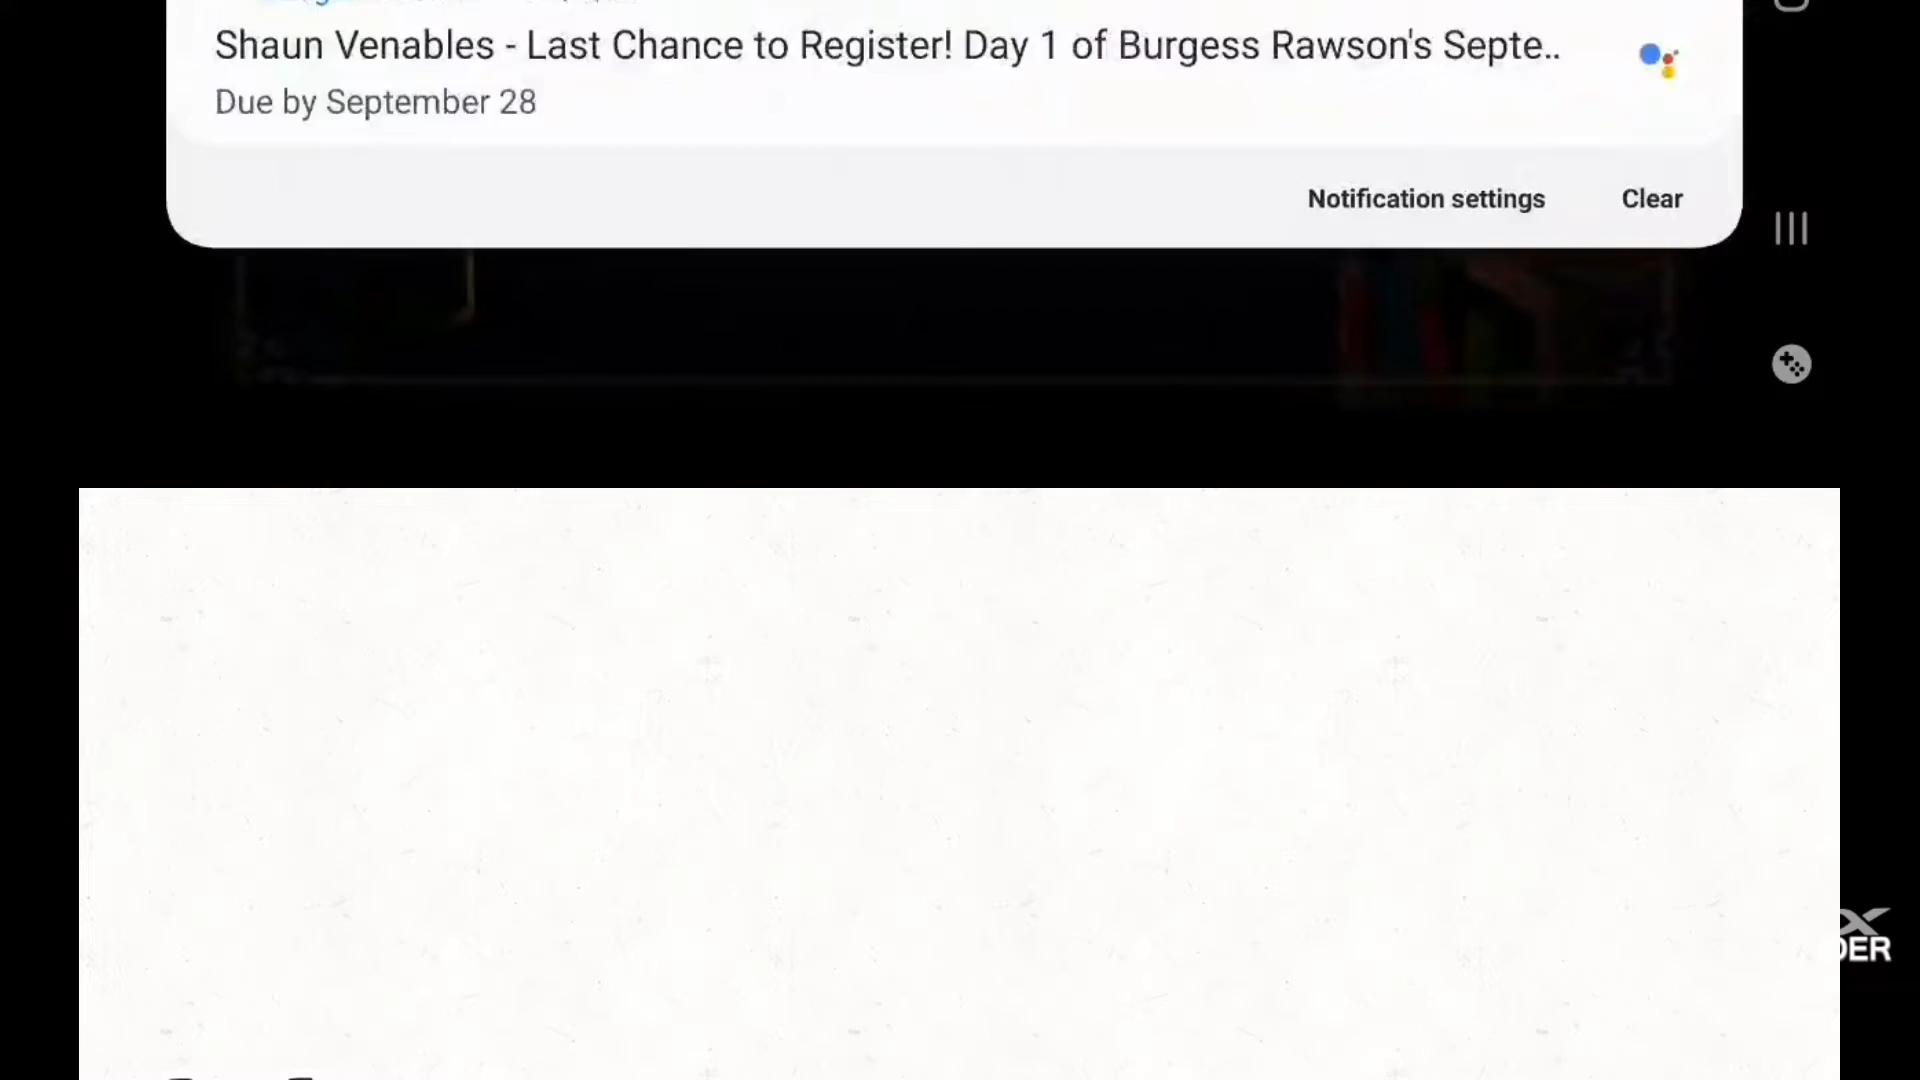 Shaun Venables - Last Chance to Register! Day 1 of Burgess Rawson's Septe..
Due by September 28
Notification settings
Clear
DER